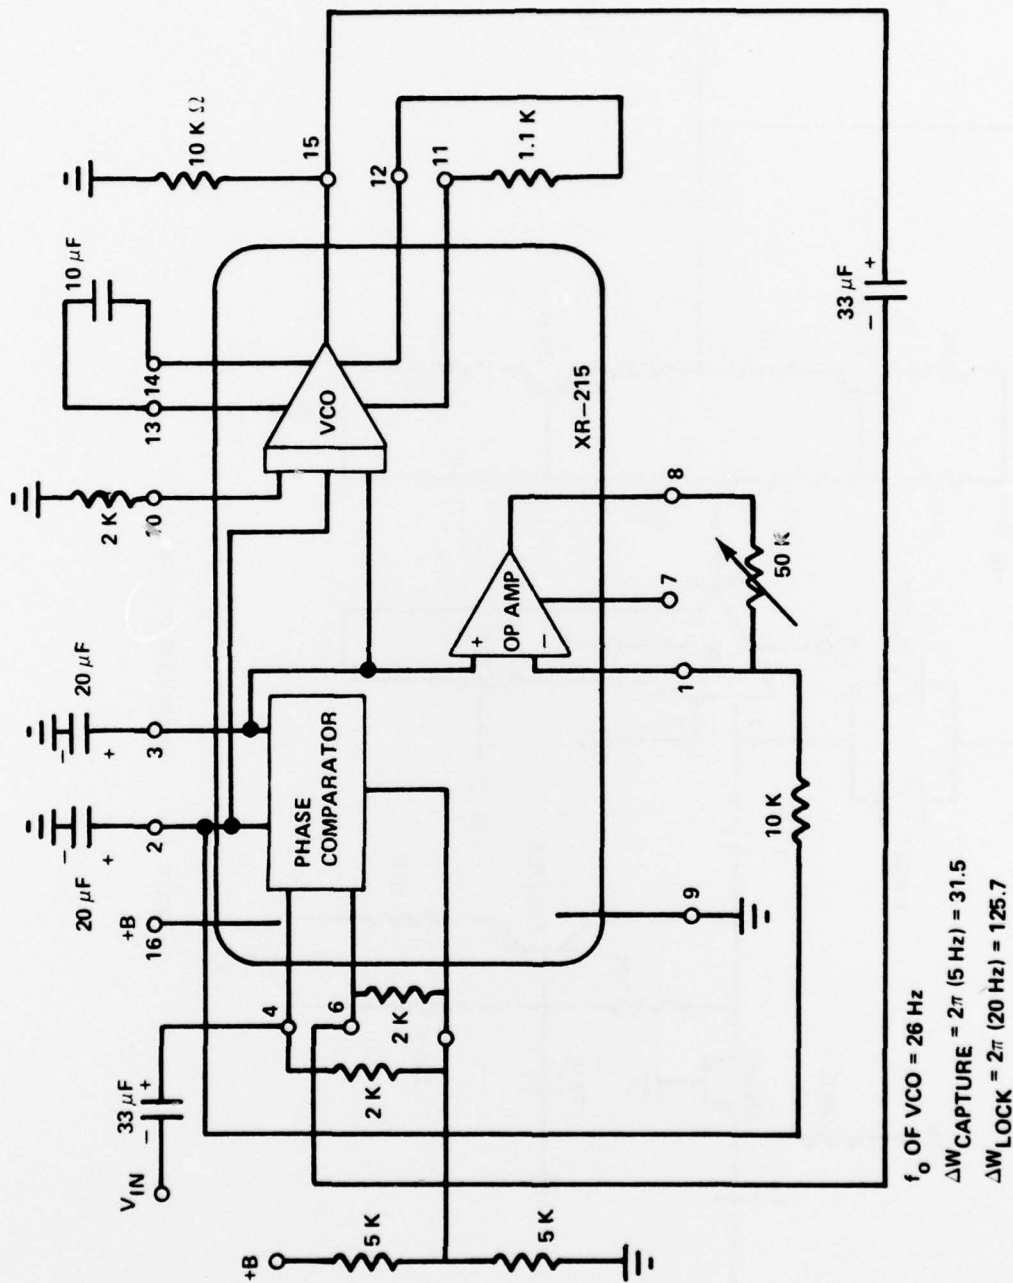 V_IN
33 μF
−
+
+B
16
20 μF
−
+
2
20 μF
−
+
3
2 K
10
13
14
10 μF
10 K Ω
15
12
11
1.1 K
4
6
2 K
2 K
PHASE
COMPARATOR
VCO
+
OP AMP
−
XR-215
+B
5 K
5 K
9
1
7
8
10 K
50 K
33 μF
−
+
f_o OF VCO = 26 Hz
ΔW_CAPTURE = 2π (5 Hz) = 31.5
ΔW_LOCK = 2π (20 Hz) = 125.7